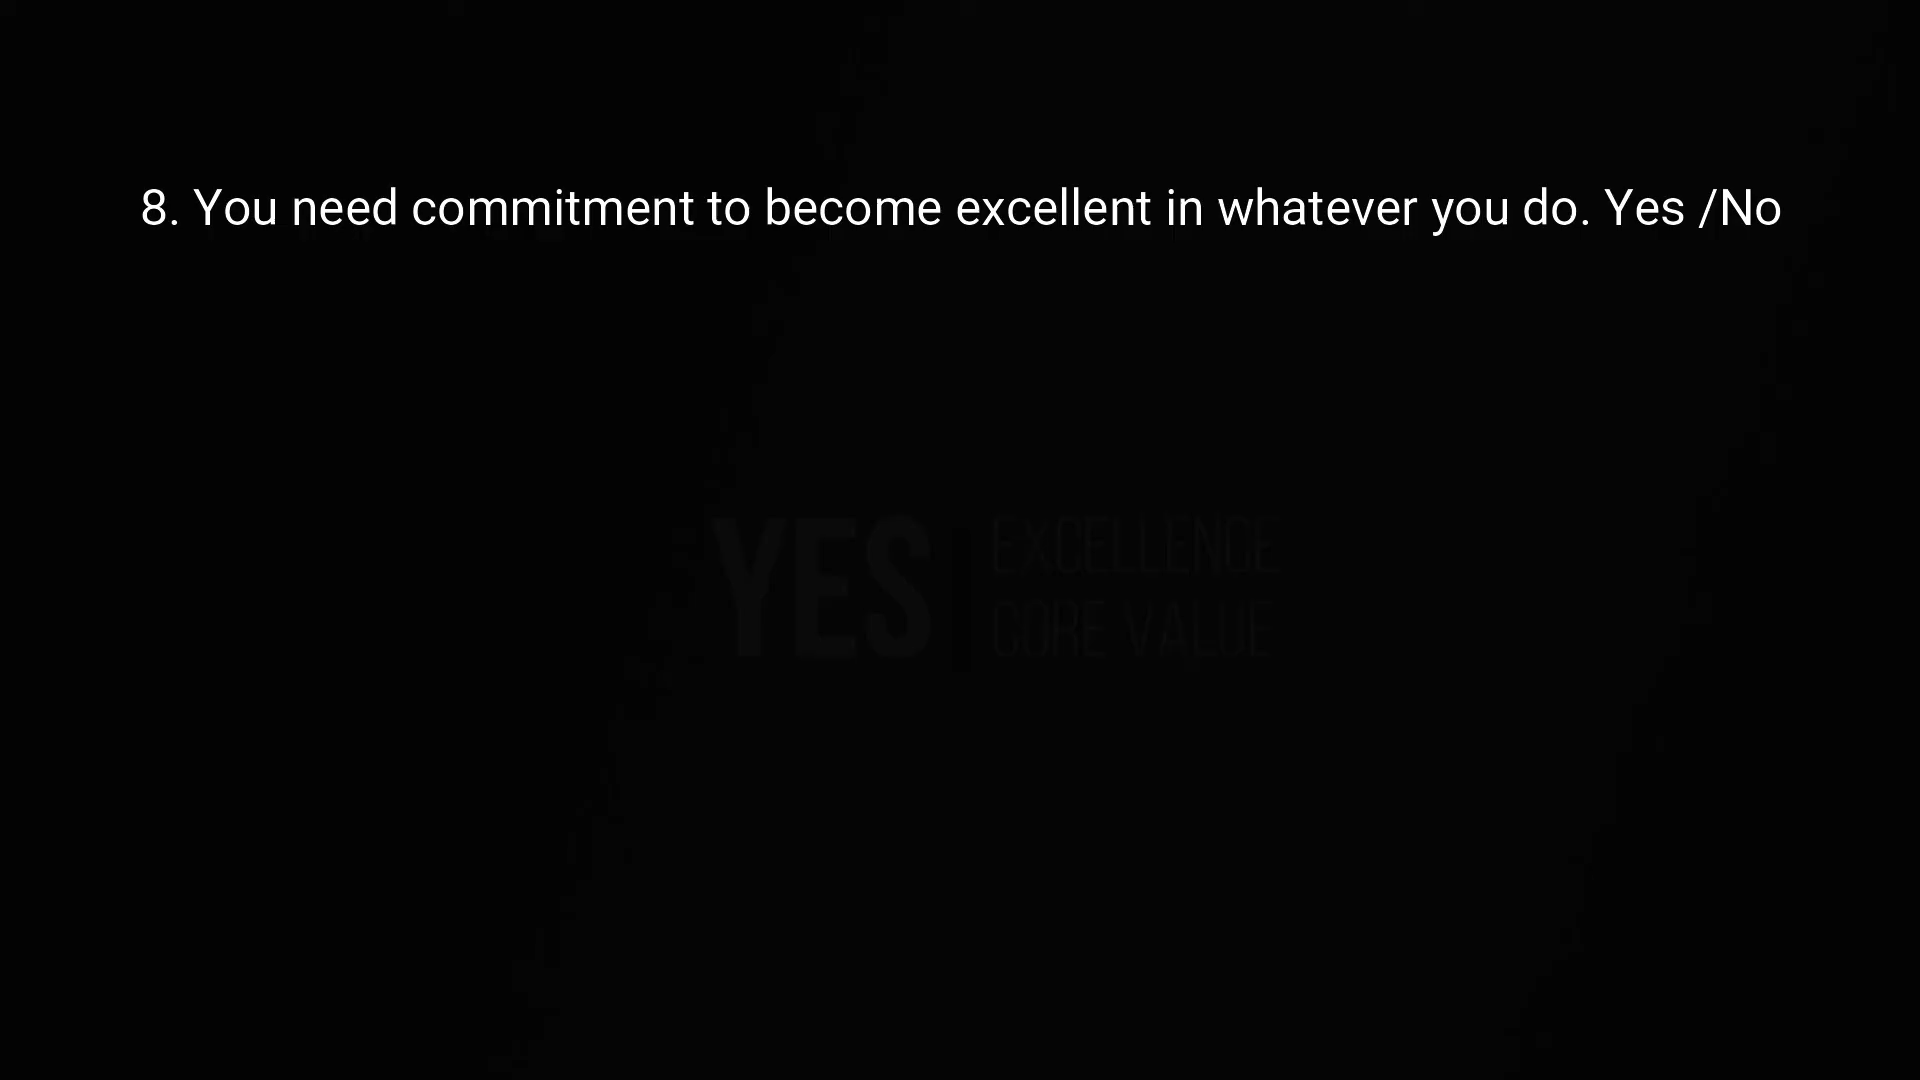 8. You need commitment to become excellent in whatever you do. Yes /No
YES
EXCELLENCE
CORE VALUE